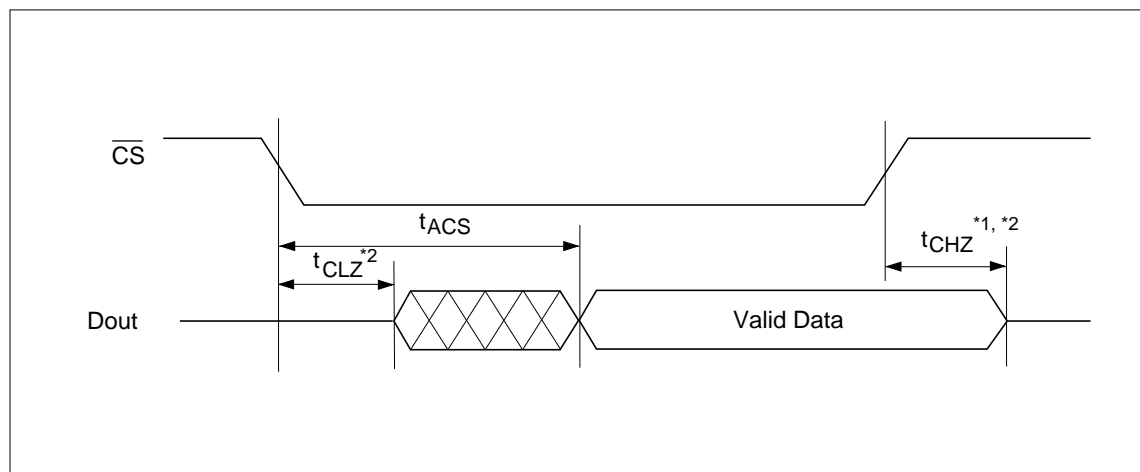 CS
tACS
tCHZ*1, *2
tCLZ*2
Dout
Valid Data